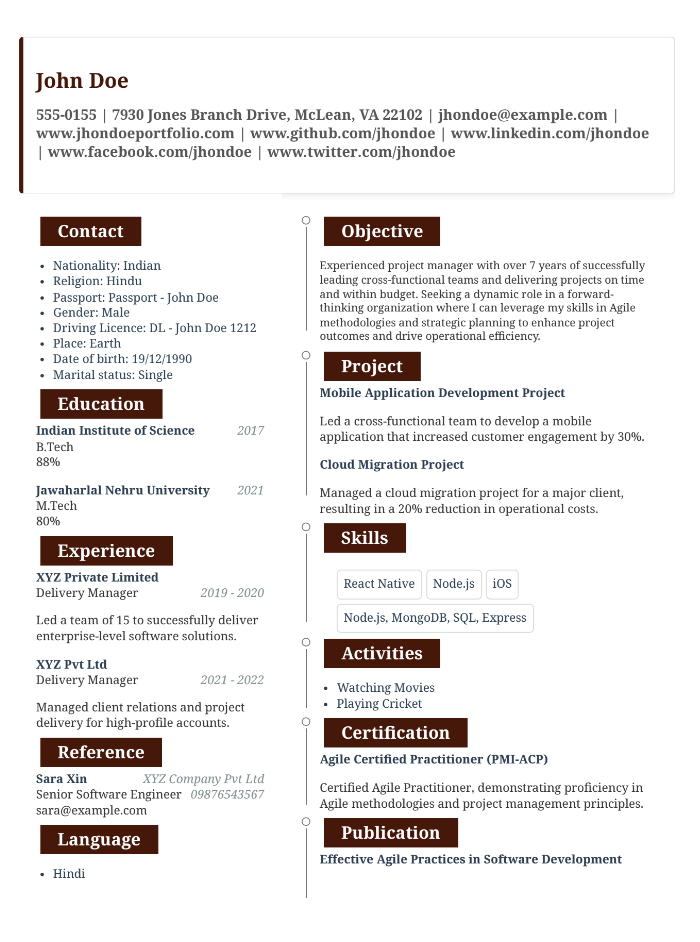 John Doe
555-0155 | 7930 Jones Branch Drive, McLean, VA 22102 | jhondoe@example.com |
www.jhondoeportfolio.com | www.github.com/jhondoe | www.linkedin.com/jhondoe
| www.facebook.com/jhondoe | www.twitter.com/jhondoe
Contact
• Nationality: Indian
• Religion: Hindu
• Passport: Passport - John Doe
• Gender: Male
• Driving Licence: DL - John Doe 1212
• Place: Earth
• Date of birth: 19/12/1990
• Marital status: Single
Education
Indian Institute of Science 2017
B.Tech
88%
Jawaharlal Nehru University 2021
M.Tech
80%
Experience
XYZ Private Limited
Delivery Manager 2019 - 2020
Led a team of 15 to successfully deliver
enterprise-level software solutions.
XYZ Pvt Ltd
Delivery Manager 2021 - 2022
Managed client relations and project
delivery for high-profile accounts.
Reference
Sara Xin XYZ Company Pvt Ltd
Senior Software Engineer 09876543567
sara@example.com
Language
• Hindi
Objective
Experienced project manager with over 7 years of successfully
leading cross-functional teams and delivering projects on time
and within budget. Seeking a dynamic role in a forward-
thinking organization where I can leverage my skills in Agile
methodologies and strategic planning to enhance project
outcomes and drive operational efficiency.
Project
Mobile Application Development Project
Led a cross-functional team to develop a mobile
application that increased customer engagement by 30%.
Cloud Migration Project
Managed a cloud migration project for a major client,
resulting in a 20% reduction in operational costs.
Skills
React Native Node.js iOS
Node.js, MongoDB, SQL, Express
Activities
• Watching Movies
• Playing Cricket
Certification
Agile Certified Practitioner (PMI-ACP)
Certified Agile Practitioner, demonstrating proficiency in
Agile methodologies and project management principles.
Publication
Effective Agile Practices in Software Development